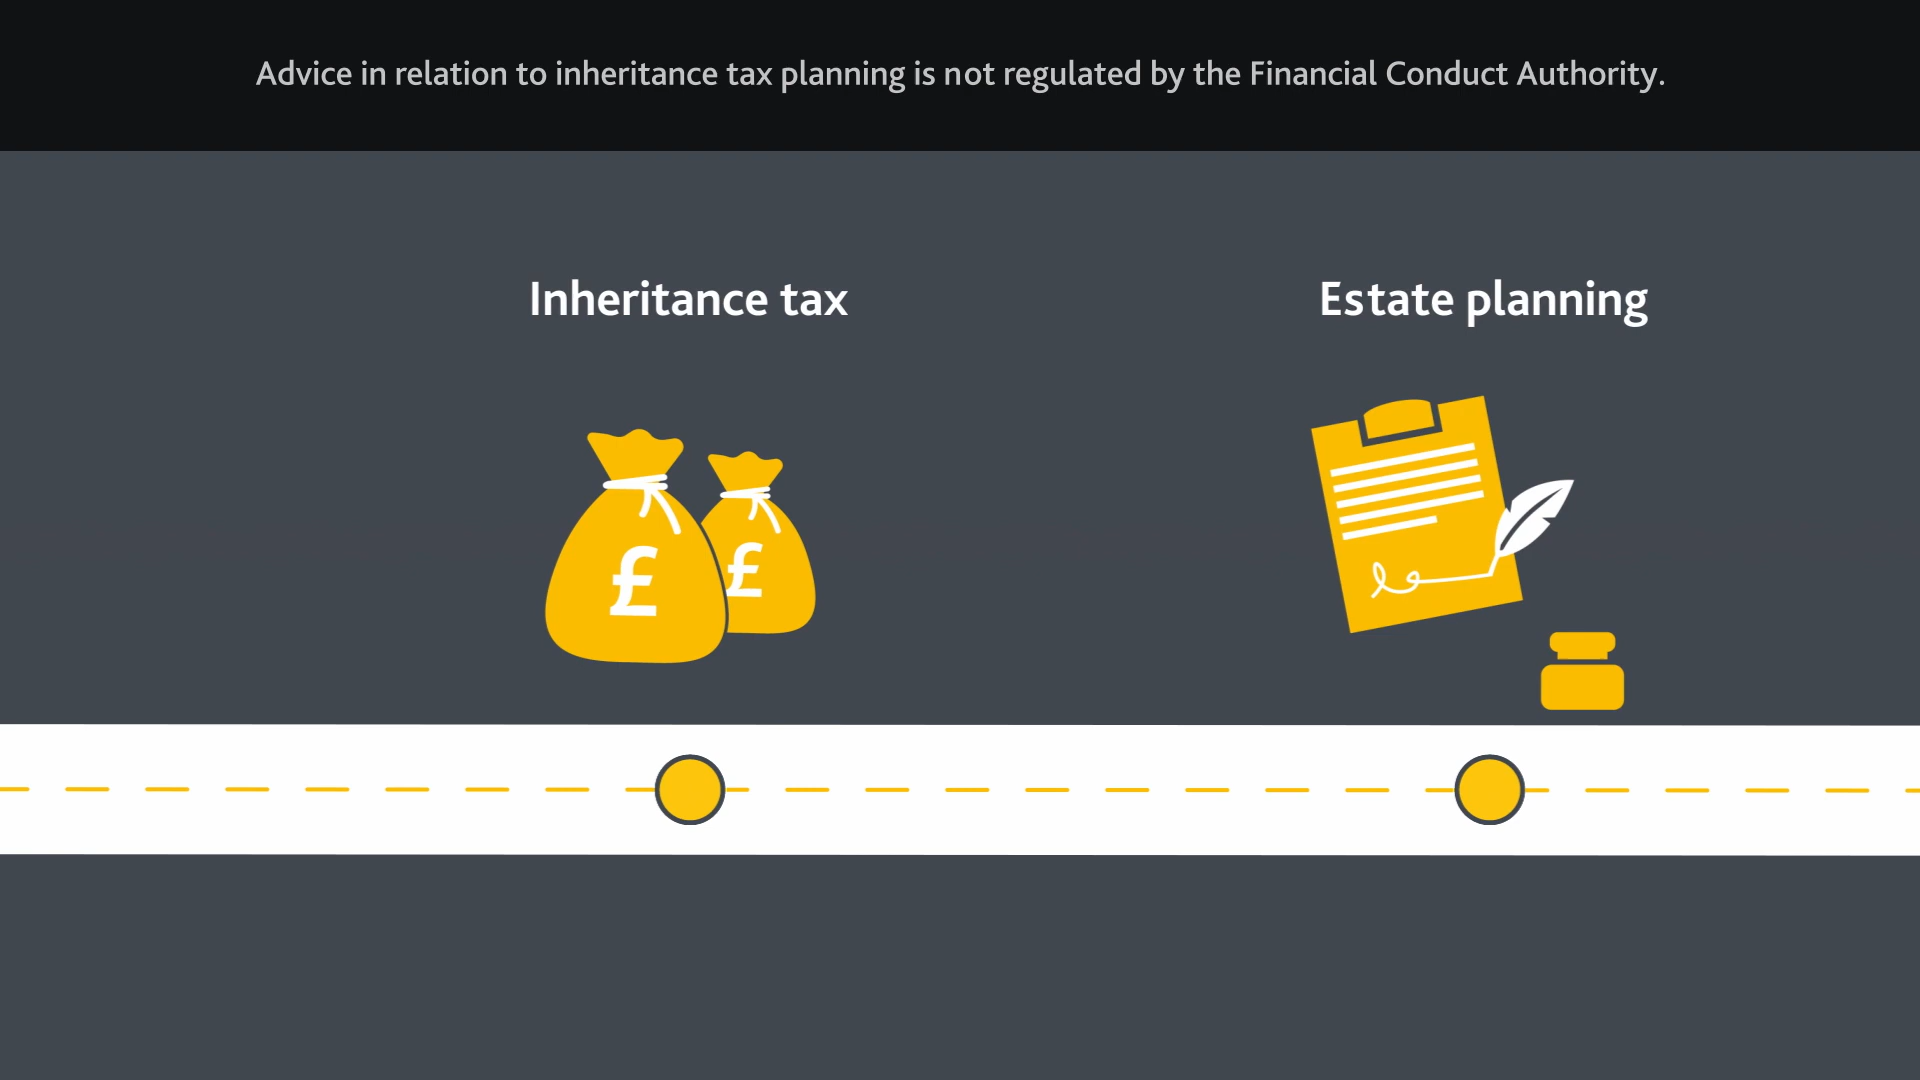 Advice in relation to inheritance tax planning is not regulated by the Financial Conduct Authority.
Inheritance tax
Estate planning
£
£